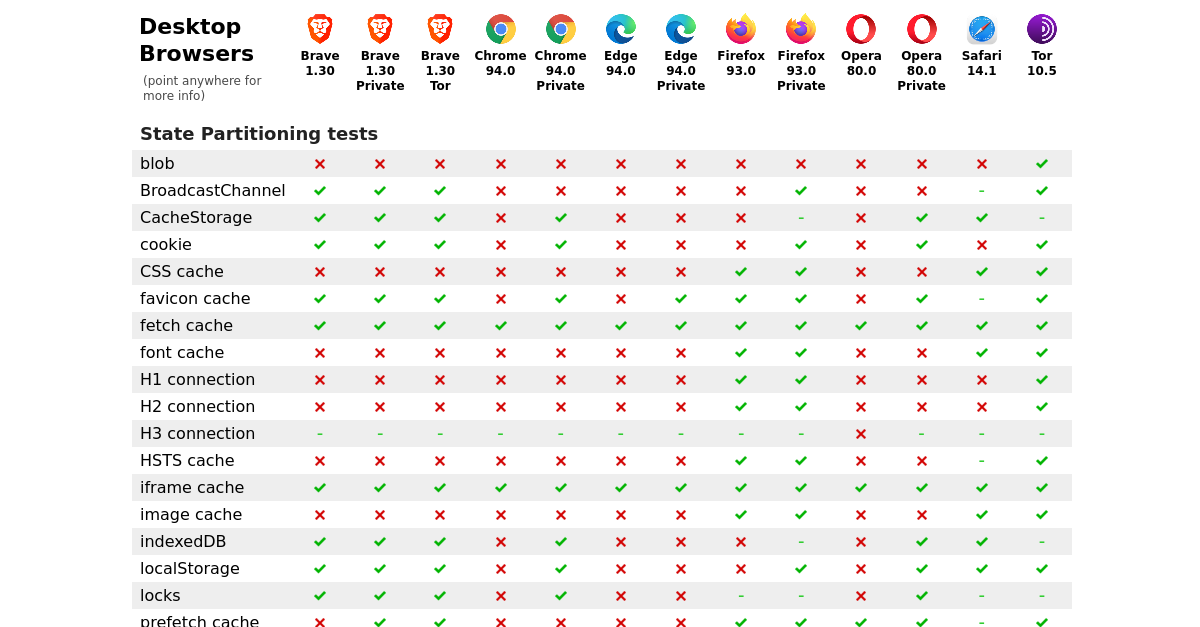 Desktop
Browsers
(point anywhere for
more info)
Brave
1.30
Brave
1.30
Private
Brave
1.30
Tor
Chrome
94.0
Chrome
94.0
Private
Edge
94.0
Edge
94.0
Private
Firefox
93.0
Firefox
93.0
Private
Opera
80.0
Opera
80.0
Private
Safari
14.1
Tor
10.5
State Partitioning tests
blob
BroadcastChannel
CacheStorage
cookie
CSS cache
favicon cache
fetch cache
font cache
H1 connection
H2 connection
H3 connection
HSTS cache
iframe cache
image cache
indexedDB
localStorage
locks
prefetch cache